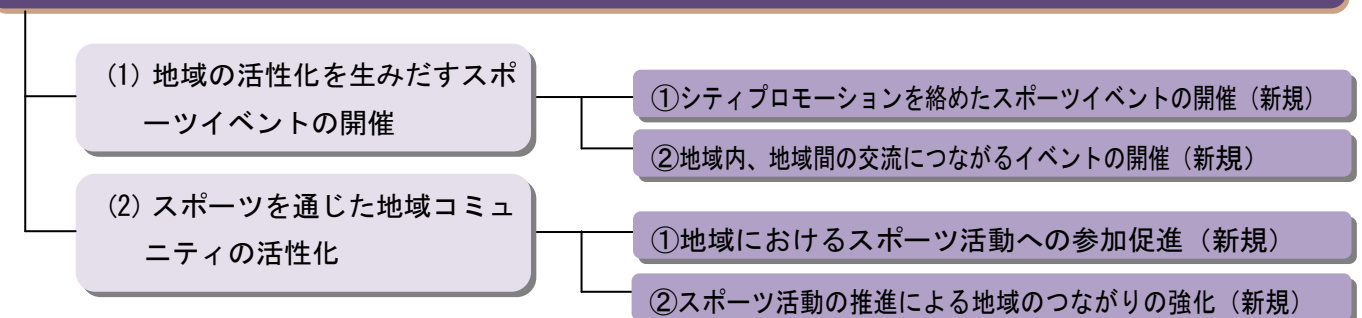 (1) 地域の活性化を生みだすスポ
ーツイベントの開催
①シティプロモーションを絡めたスポーツイベントの開催（新規）
②地域内、地域間の交流につながるイベントの開催（新規）
(2) スポーツを通じた地域コミュ
ニティの活性化
①地域におけるスポーツ活動への参加促進（新規）
②スポーツ活動の推進による地域のつながりの強化（新規）